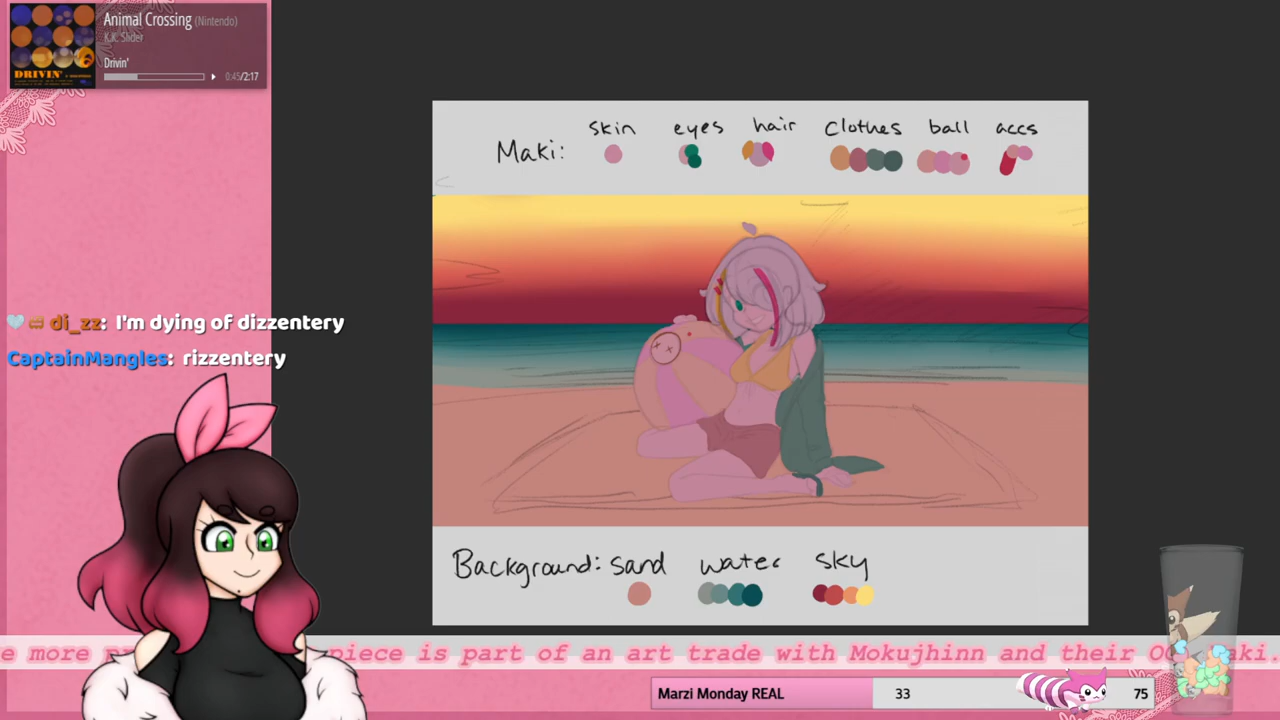 Animal Crossing (Nintendo)
K.K. Slider
Drivin'
0:45/2:17
DRIVIN'
skin eyes hair Clothes ball accs
Maki:
di_zz: I'm dying of dizzentery
CaptainMangles: rizzentery
Background: sand water sky
e more piece is part of an art trade with Mokujhinn and their OC aki.
Marzi Monday REAL 33 75